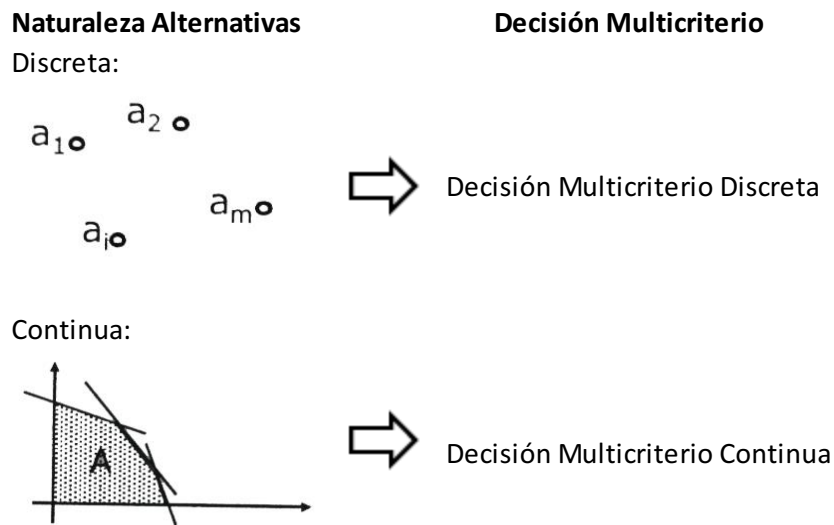 Naturaleza Alternativas Decisión Multicriterio
Discreta:
a₁ a₂
Decisión Multicriterio Discreta
aᵢ aₘ
Continua:
A
Decisión Multicriterio Continua